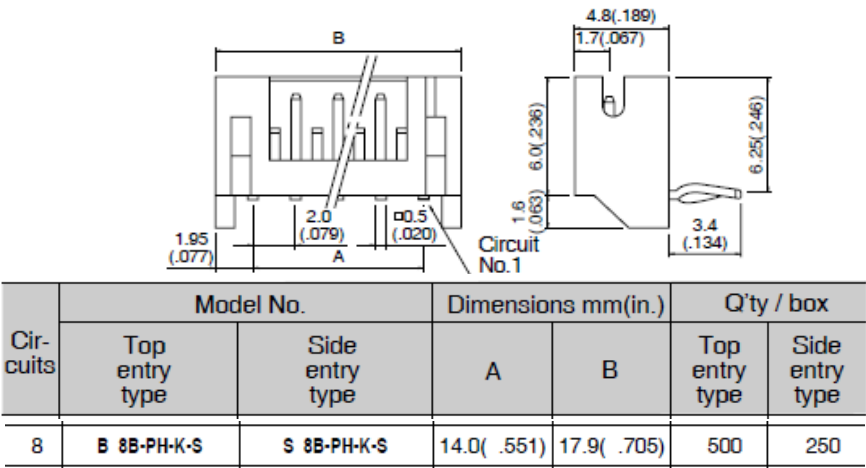 4.8(.189)
1.7(.067)
B
6.0(.236)
6.25(.246)
1.6
(.063)
2.0
(.079)
□0.5
(.020)
3.4
(.134)
1.95
(.077)
A
Circuit
No.1
Cir-
cuits
Model No.
Dimensions mm(in.)
Q'ty / box
Top
entry
type
Side
entry
type
A
B
Top
entry
type
Side
entry
type
8 B 8B-PH-K-S S 8B-PH-K-S 14.0( .551) 17.9( .705) 500 250